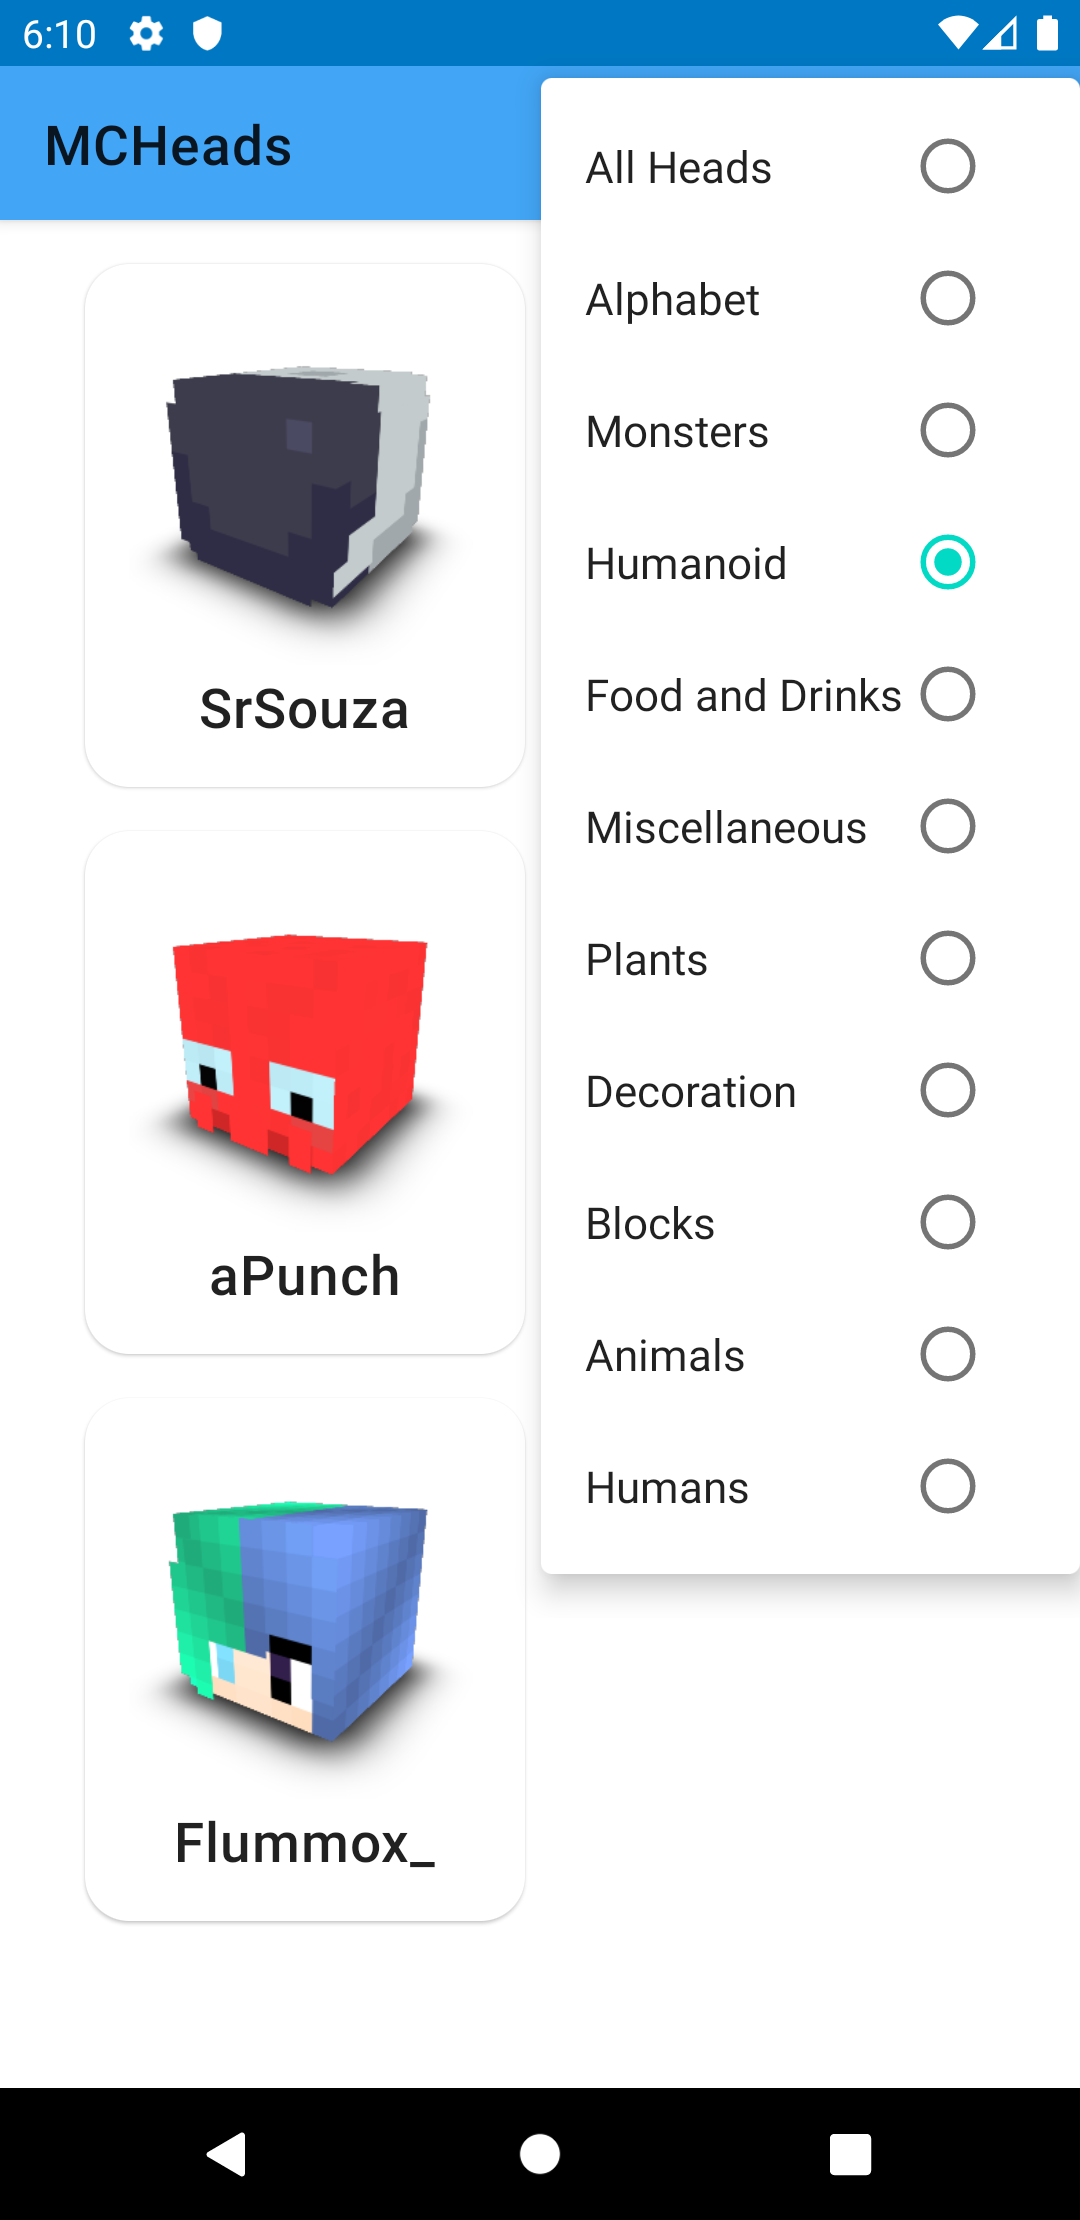 6:10
MCHeads
All Heads
Alphabet
Monsters
Humanoid
Food and Drinks
Miscellaneous
Plants
Decoration
Blocks
Animals
Humans
SrSouza
aPunch
Flummox_